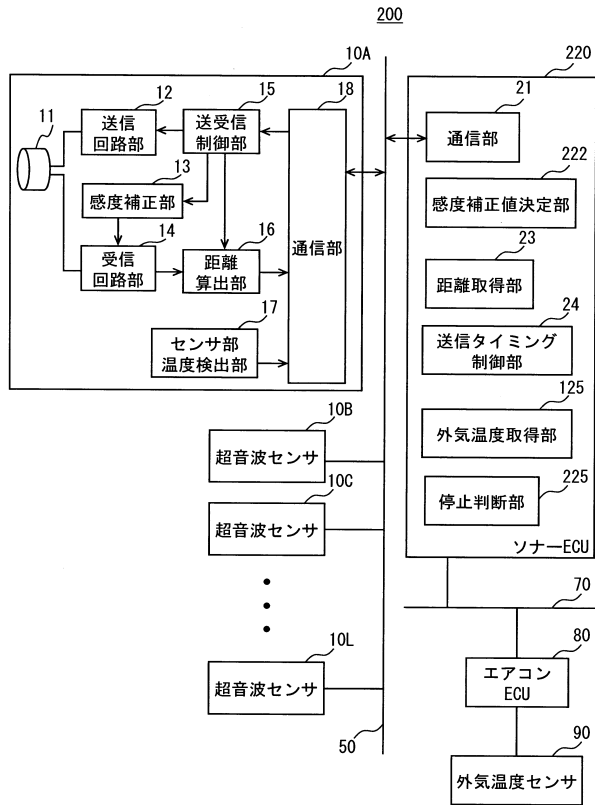 200
10A
220
11
12
送信
回路部
15
送受信
制御部
18
通信部
13
感度補正部
14
受信
回路部
16
距離
算出部
17
センサ部
温度検出部
21
通信部
222
感度補正値決定部
23
距離取得部
24
送信タイミング
制御部
125
外気温度取得部
225
停止判断部
ソナーECU
10B
超音波センサ
10C
超音波センサ
10L
超音波センサ
50
70
80
エアコン
ECU
90
外気温度センサ